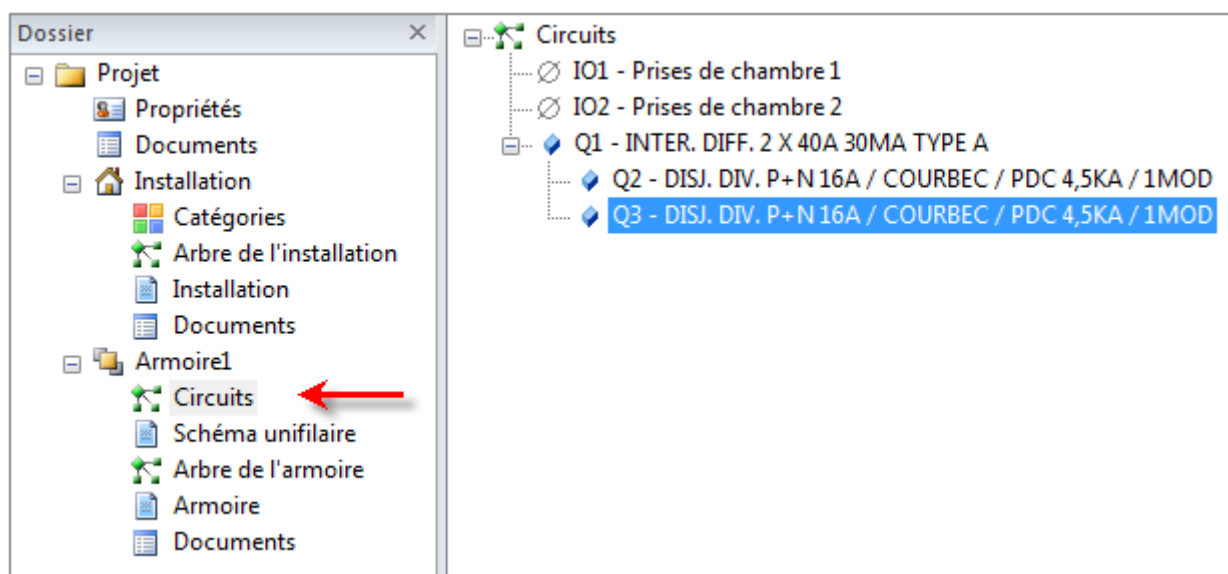 Dossier
Projet
Propriétés
Documents
Installation
Catégories
Arbre de l'installation
Installation
Documents
Armoire1
Circuits
Schéma unifilaire
Arbre de l'armoire
Armoire
Documents
Circuits
IO1 - Prises de chambre 1
IO2 - Prises de chambre 2
Q1 - INTER. DIFF. 2 X 40A 30MA TYPE A
Q2 - DISJ. DIV. P+N 16A / COURBEC / PDC 4,5KA / 1MOD
Q3 - DISJ. DIV. P+N 16A / COURBEC / PDC 4,5KA / 1MOD